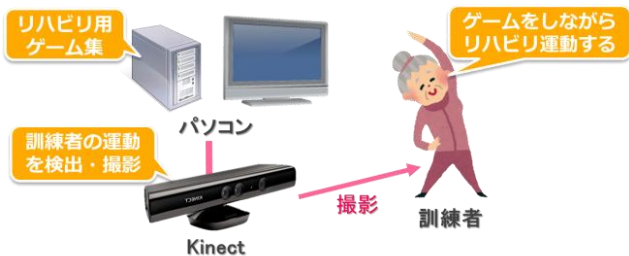 リハビリ用
ゲーム集
ゲームをしながら
リハビリ運動する
パソコン
訓練者の運動
を検出・撮影
KINECT
撮影
訓練者
Kinect